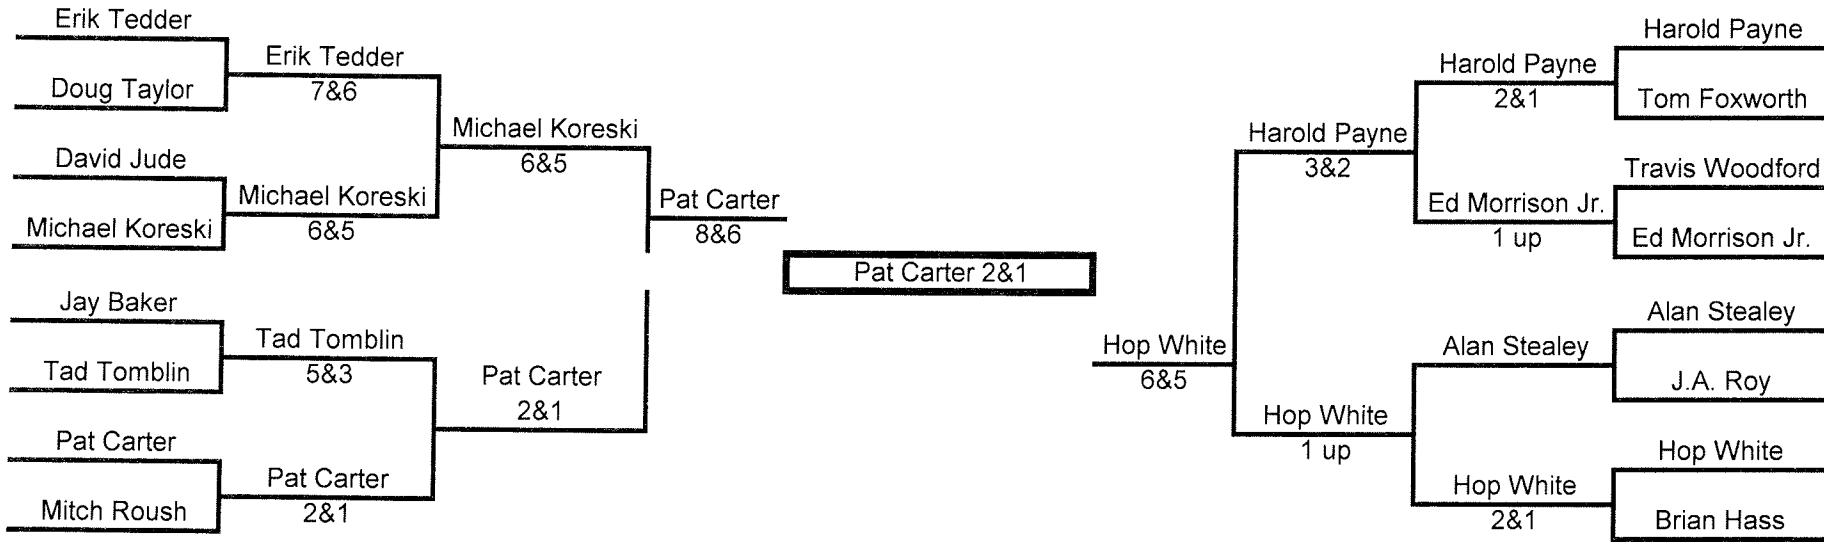 Erik Tedder
Doug Taylor
David Jude
Michael Koreski
Jay Baker
Tad Tomblin
Pat Carter
Mitch Roush
Erik Tedder
7&6
Michael Koreski
6&5
Tad Tomblin
5&3
Pat Carter
2&1
Michael Koreski
6&5
Pat Carter
2&1
Pat Carter
8&6
Pat Carter 2&1
Hop White
6&5
Harold Payne
3&2
Hop White
1 up
Harold Payne
2&1
Ed Morrison Jr.
1 up
Alan Stealey
Hop White
2&1
Harold Payne
Tom Foxworth
Travis Woodford
Ed Morrison Jr.
Alan Stealey
J.A. Roy
Hop White
Brian Hass